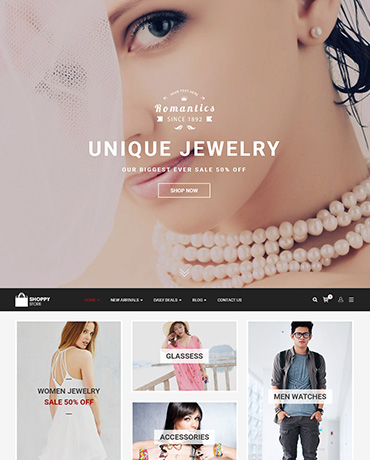 YOUR TEXT HERE
Romantics
SINCE 1892
UNIQUE JEWELRY
OUR BIGGEST EVER SALE 50% OFF
SHOP NOW
SHOPPY
STORE
HOME
NEW ARRIVALS
DAILY DEALS
BLOG
CONTACT US
GLASSESS
WOMEN JEWELRY
SALE 50% OFF
MEN WATCHES
ACCESSORIES